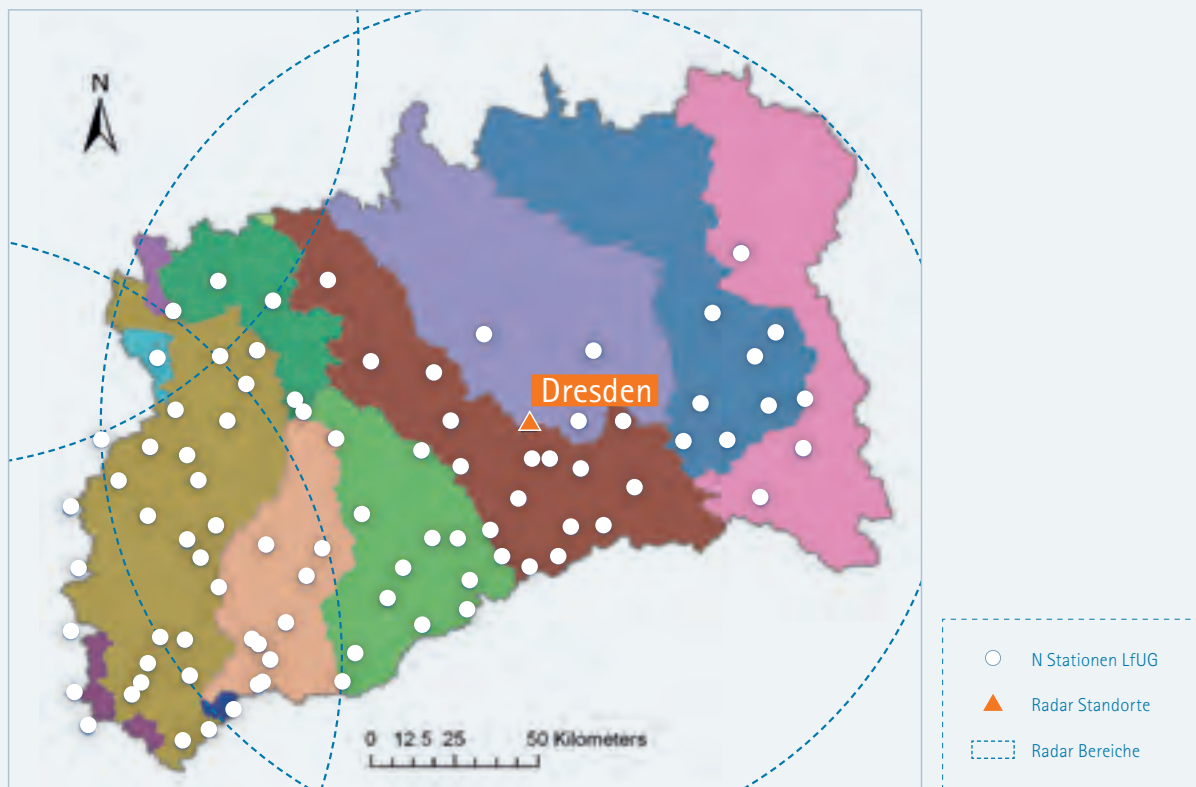 N
Dresden
0 12.5 25 50 Kilometers
N Stationen LfUG
Radar Standorte
Radar Bereiche